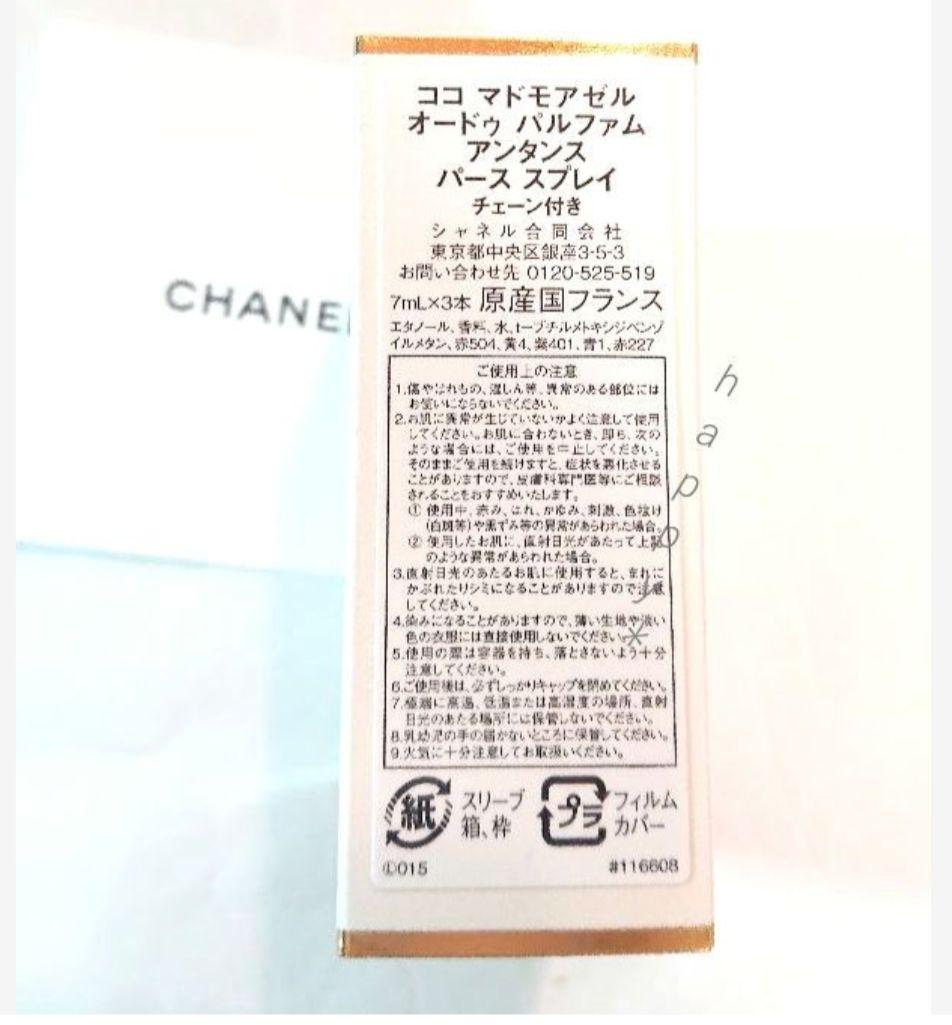 CHANEL
ココ マドモアゼル
オードゥ パルファム
アンタンス
パース スプレイ
チェーン付き
シャネル合同会社
東京都中央区銀座3-5-3
お問い合わせ先 0120-525-519
7mL×3本 原産国フランス
エタノール、香料、水、t-ブチルメトキシジベンゾ
イルメタン、赤504、黄4、紫401、青1、赤227
ご使用上の注意
1.傷やはれもの、湿しん等、異常のある部位には
お使いにならないでください。
2.お肌に異常が生じていないかよく注意して使用
してください。お肌に合わないとき、即ち、次の
ような場合には、ご使用を中止してください。
そのままご使用を続けますと、症状を悪化させる
ことがありますので、皮膚科専門医等にご相談
されることをおすすめいたします。
① 使用中、赤み、はれ、かゆみ、刺激、色抜け
(白斑等)や黒ずみ等の異常があらわれた場合。
② 使用したお肌に、直射日光があたって上記
のような異常があらわれた場合。
3.直射日光のあたるお肌に使用すると、まれに
かぶれたりシミになることがありますので注意
してください。
4.染みになることがありますので、薄い生地や淡い
色の衣服には直接使用しないでください。
5.使用の際は容器を持ち、落とさないよう十分
注意してください。
6.ご使用後は、必ずしっかりキャップを閉めてください。
7.極端に高温、低温または高湿度の場所、直射
日光のあたる場所には保管しないでください。
8.乳幼児の手の届かないところに保管してください。
9.火気に十分注意してお取扱いください。
紙 スリーブ
箱、枠
プラ フィルム
カバー
Ⓛ015 #116608
happy*